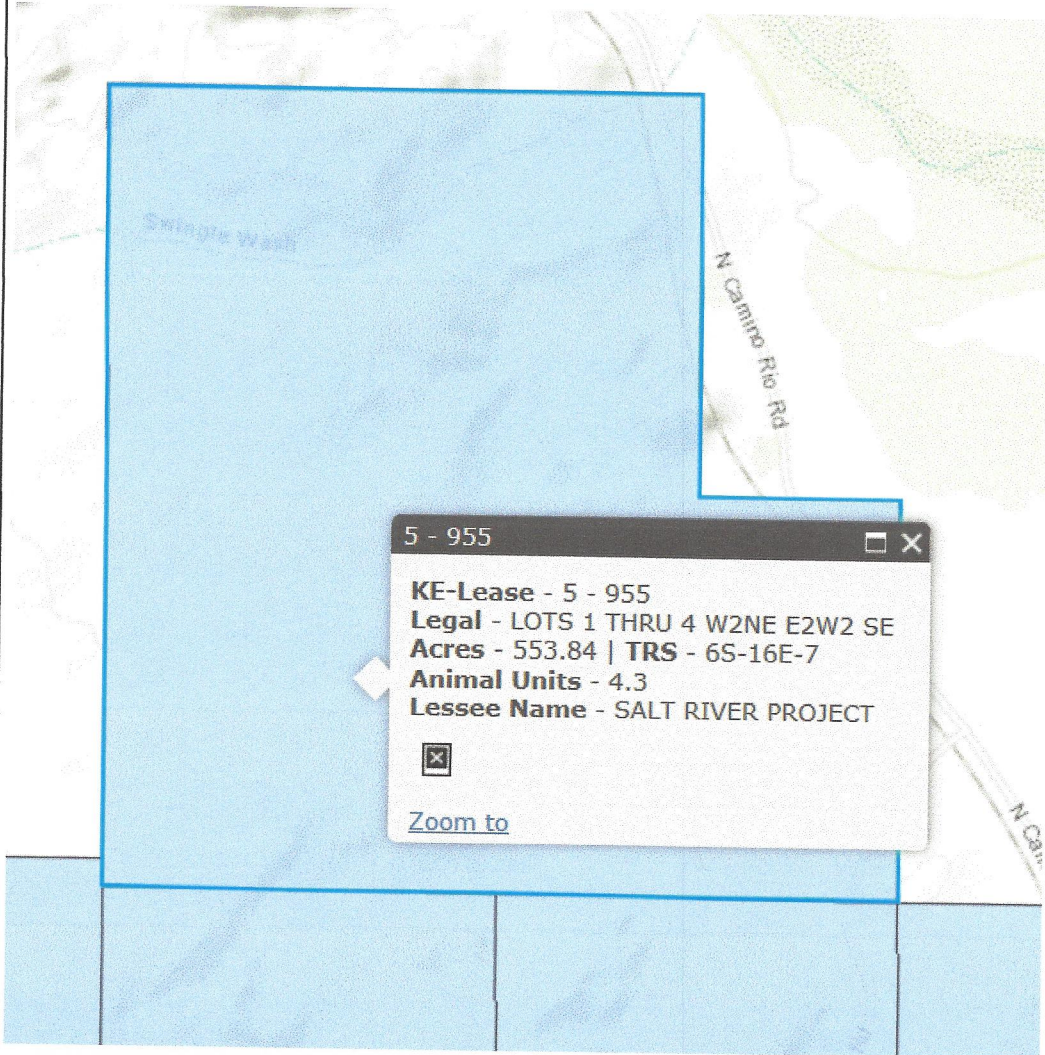 Swingle Wash
N Camino Rio Rd
5 - 955
KE-Lease - 5 - 955
Legal - LOTS 1 THRU 4 W2NE E2W2 SE
Acres - 553.84 | TRS - 6S-16E-7
Animal Units - 4.3
Lessee Name - SALT RIVER PROJECT
Zoom to
N Cam